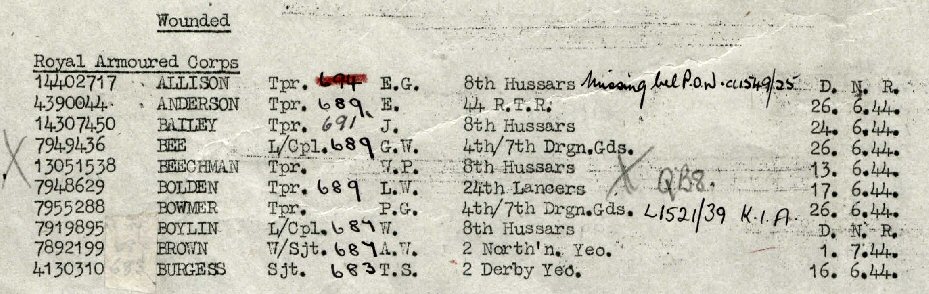 Wounded
Royal Armoured Corps
14402717 ALLISON Tpr. 694 E.G. 8th Hussars Missing bel P.O.W. CL1549/25 D. N. R.
4390044. ANDERSON Tpr. 689 E. 44 R.T.R. 26. 6.44.
14307450 BAILEY Tpr. 691 J. 8th Hussars 24. 6.44.
7949436 BEE L/Cpl. 689 G.W. 4th/7th Drgn.Gds. 26. 6.44.
X 13051538 BEECHMAN Tpr. W.P. 8th Hussars X 13. 6.44.
7948629 BOLDEN Tpr. 689 L.W. 24th Lancers QB8. 17. 6.44.
7955288 BOWMER Tpr. P.G. 4th/7th Drgn.Gds. L1521/39 K.I.A. 26. 6.44.
7919895 BOYLIN L/Cpl. 687 W. 8th Hussars D. N. R.
7892199 BROWN W/Sjt. 687 A.W. 2 North'n. Yeo. 1. 7.44.
4130310 BURGESS Sjt. 683 T.S. 2 Derby Yeo. 16. 6.44.